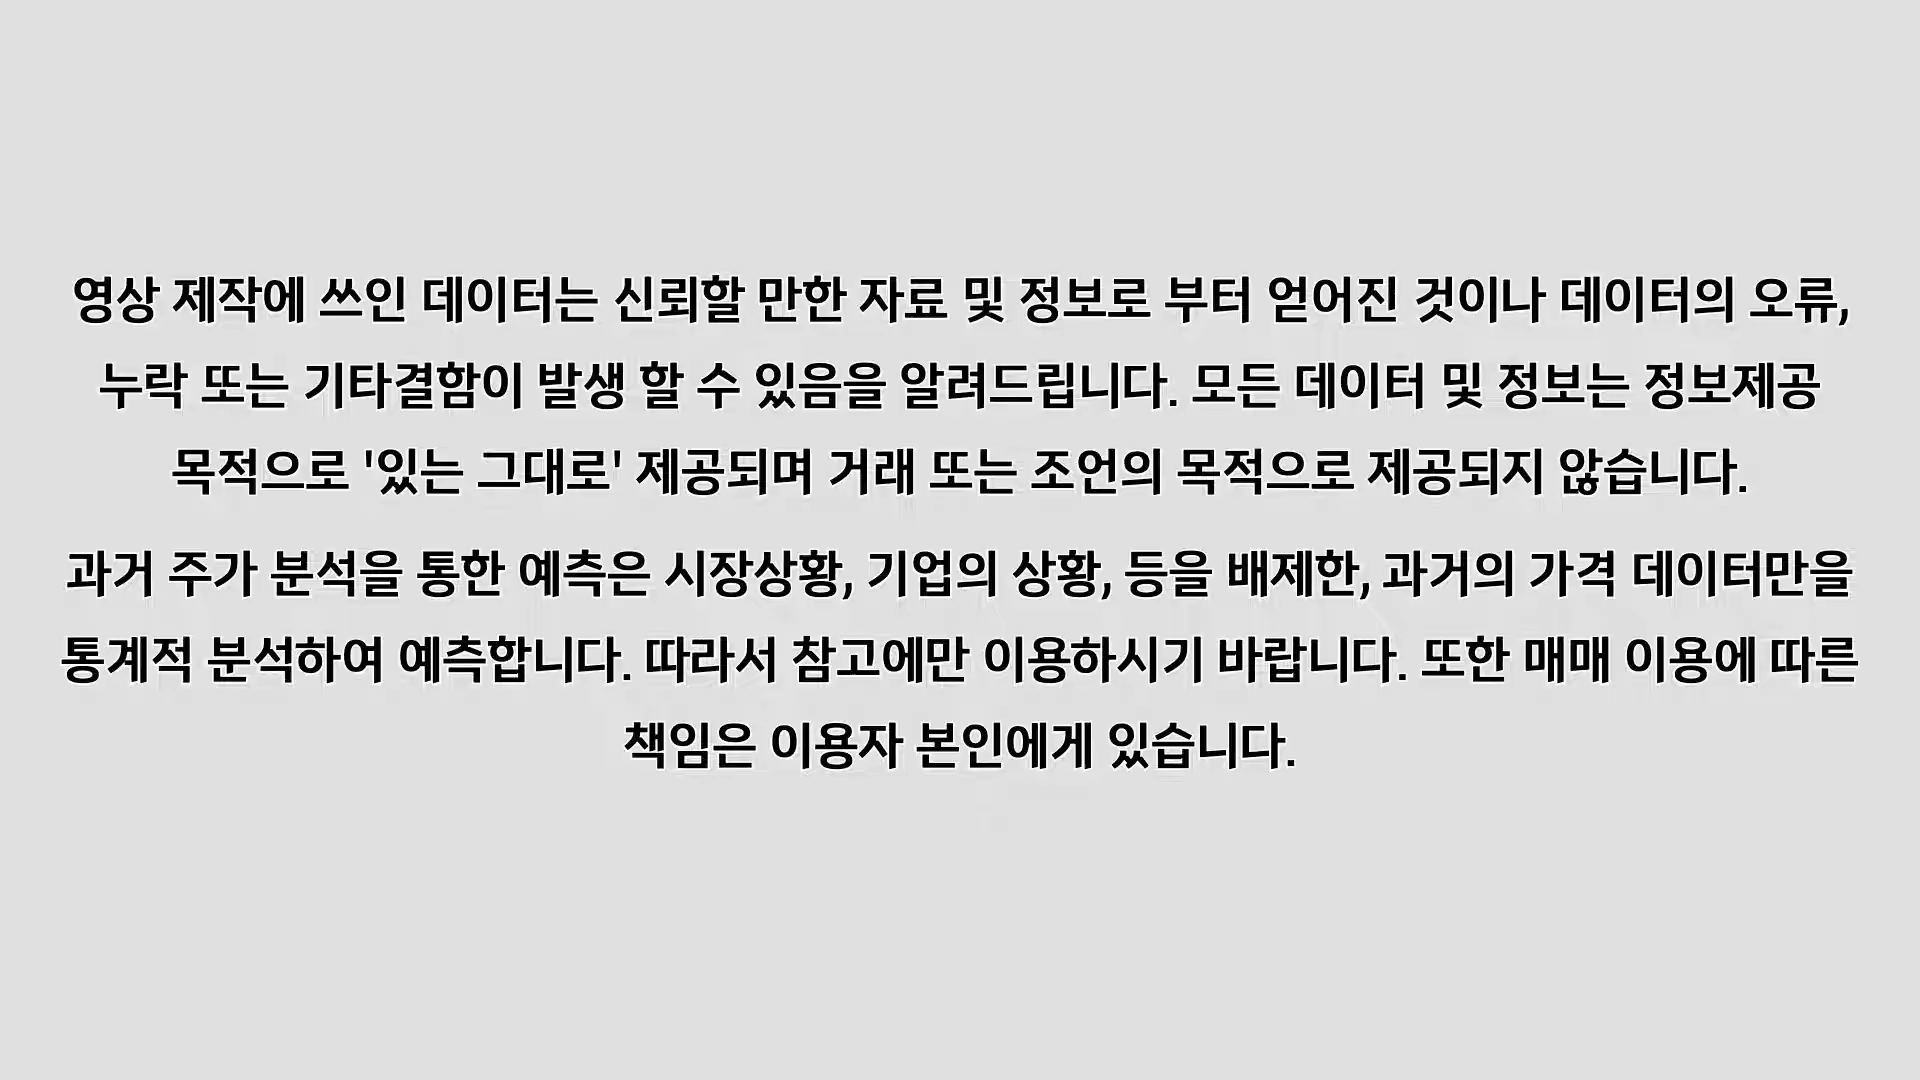 영상 제작에 쓰인 데이터는 신뢰할 만한 자료 및 정보로 부터 얻어진 것이나 데이터의 오류,
누락 또는 기타결함이 발생 할 수 있음을 알려드립니다. 모든 데이터 및 정보는 정보제공
목적으로 '있는 그대로' 제공되며 거래 또는 조언의 목적으로 제공되지 않습니다.
과거 주가 분석을 통한 예측은 시장상황, 기업의 상황, 등을 배제한, 과거의 가격 데이터만을
통계적 분석하여 예측합니다. 따라서 참고에만 이용하시기 바랍니다. 또한 매매 이용에 따른
책임은 이용자 본인에게 있습니다.